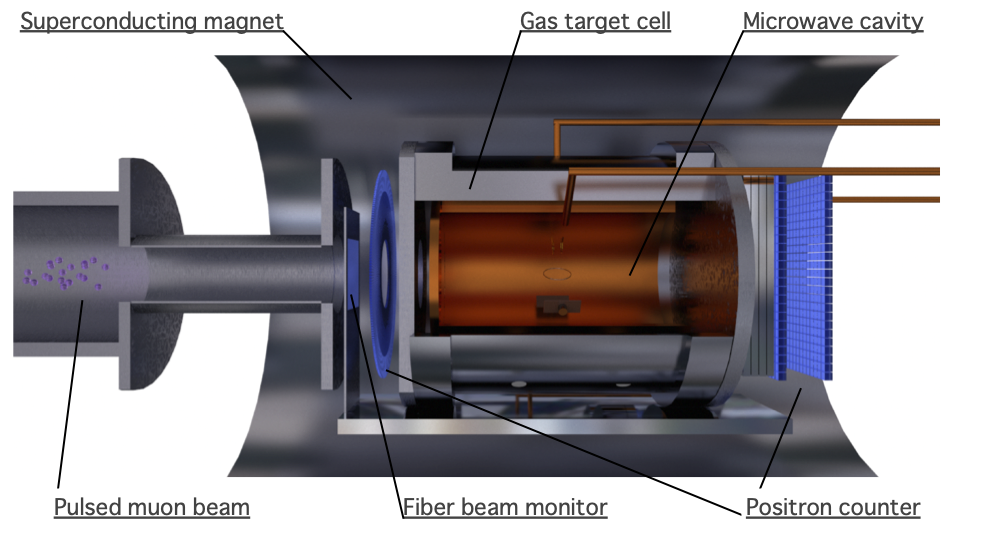 Superconducting magnet
Gas target cell
Microwave cavity
Pulsed muon beam
Fiber beam monitor
Positron counter